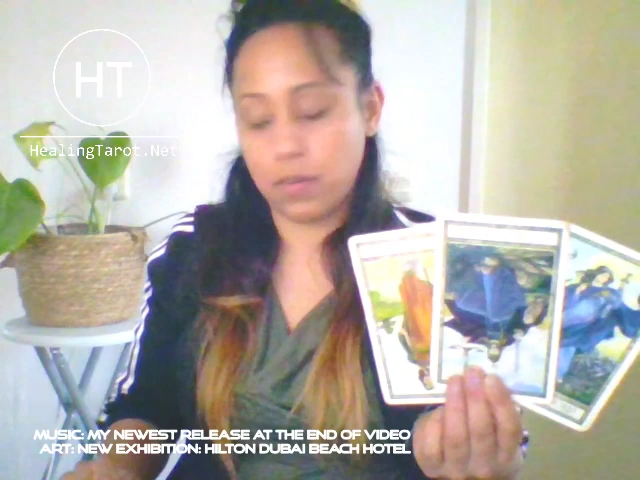 HT
HealingTarot.Net
MUSIC: MY NEWEST RELEASE AT THE END OF VIDEO
ART: NEW EXHIBITION: HILTON DUBAI BEACH HOTEL